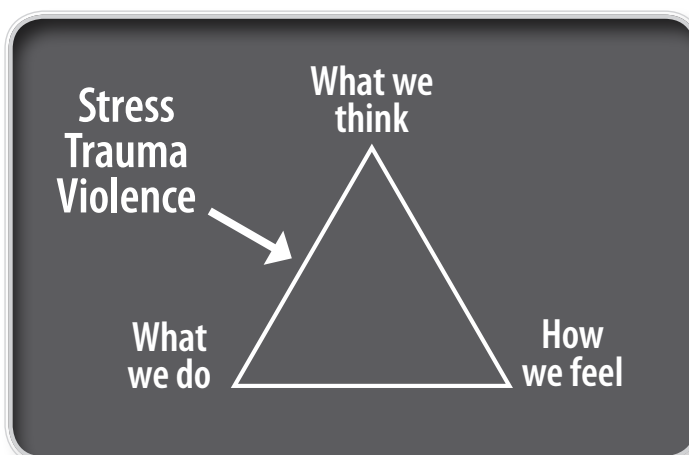 Stress
Trauma
Violence
What we
think
What
we do
How
we feel